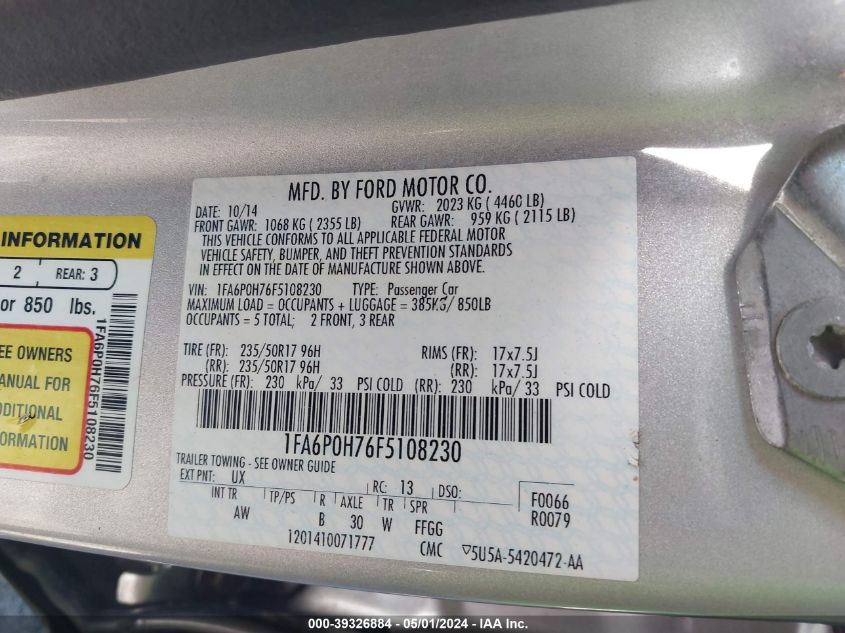 MFD. BY FORD MOTOR CO.
DATE: 10/14 GVWR: 2023 KG ( 4460 LB)
FRONT GAWR: 1068 KG ( 2355 LB) REAR GAWR: 959 KG ( 2115 LB)
THIS VEHICLE CONFORMS TO ALL APPLICABLE FEDERAL MOTOR
VEHICLE SAFETY, BUMPER, AND THEFT PREVENTION STANDARDS
IN EFFECT ON THE DATE OF MANUFACTURE SHOWN ABOVE.
VIN: 1FA6P0H76F5108230 TYPE: Passenger Car
MAXIMUM LOAD = OCCUPANTS + LUGGAGE = 385KG/ 850LB
OCCUPANTS = 5 TOTAL; 2 FRONT, 3 REAR
TIRE (FR): 235/50R17 96H RIMS (FR): 17x7.5J
(RR): 235/50R17 96H (RR): 17x7.5J
PRESSURE (FR): 230 kPa/ 33 PSI COLD (RR): 230 kPa/ 33 PSI COLD
1FA6P0H76F5108230
TRAILER TOWING - SEE OWNER GUIDE
EXT PNT: UX RC: 13 DSO: F0066
INT TR TP/PS R AXLE TR SPR R0079
AW B 30 W FFGG
1201410071777 CMC ▽5U5A-5420472-AA
INFORMATION
2 REAR: 3
or 850 lbs.
EE OWNERS
ANUAL FOR
DDITIONAL
FORMATION
1FA6P0H76F5108230
000-39326884 / 05/01/2024 - IAA Inc.